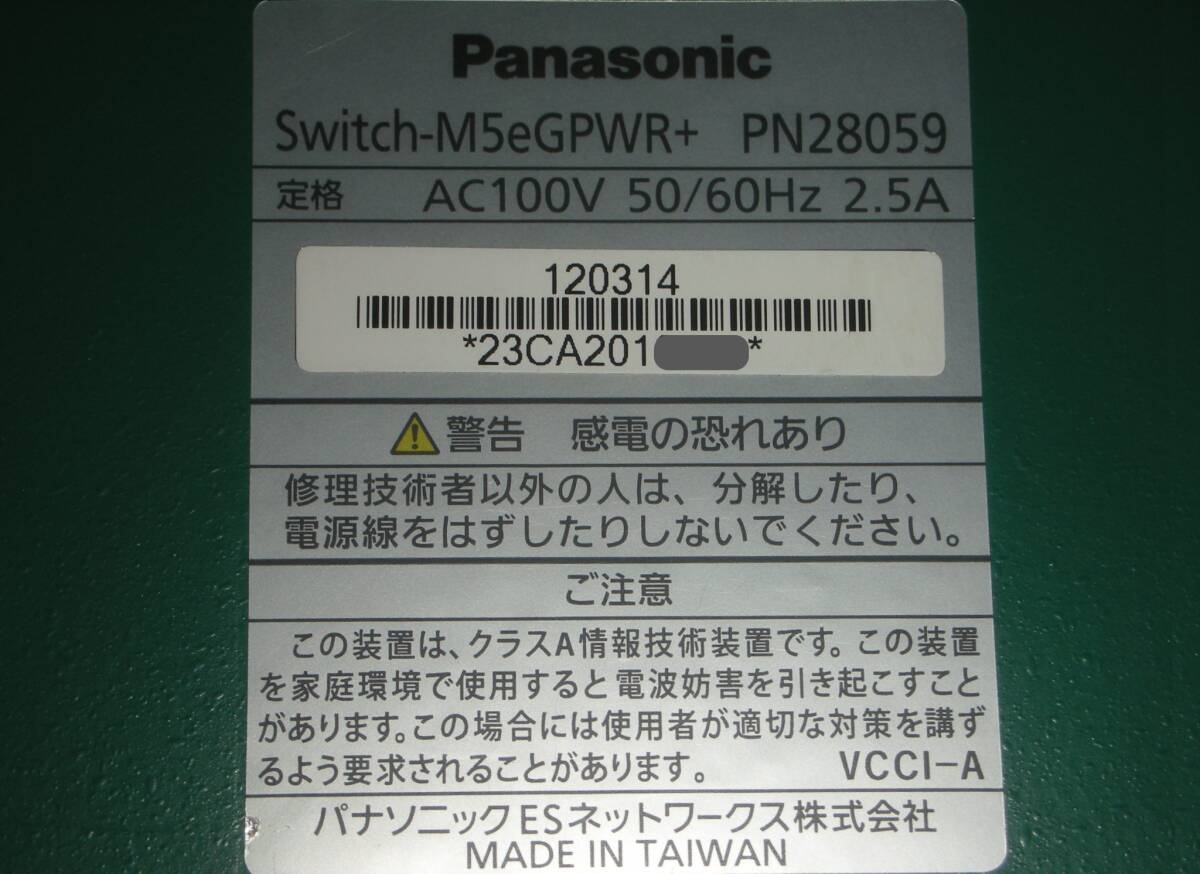 Panasonic
Switch-M5eGPWR+ PN28059
定格 AC100V 50/60Hz 2.5A
120314
*23CA201 *
警告 感電の恐れあり
修理技術者以外の人は、分解したり、
電源線をはずしたりしないでください。
ご注意
この装置は、クラスA情報技術装置です。この装置
を家庭環境で使用すると電波妨害を引き起こすこと
があります。この場合には使用者が適切な対策を講ず
るよう要求されることがあります。 VCCI-A
パナソニックESネットワークス株式会社
MADE IN TAIWAN